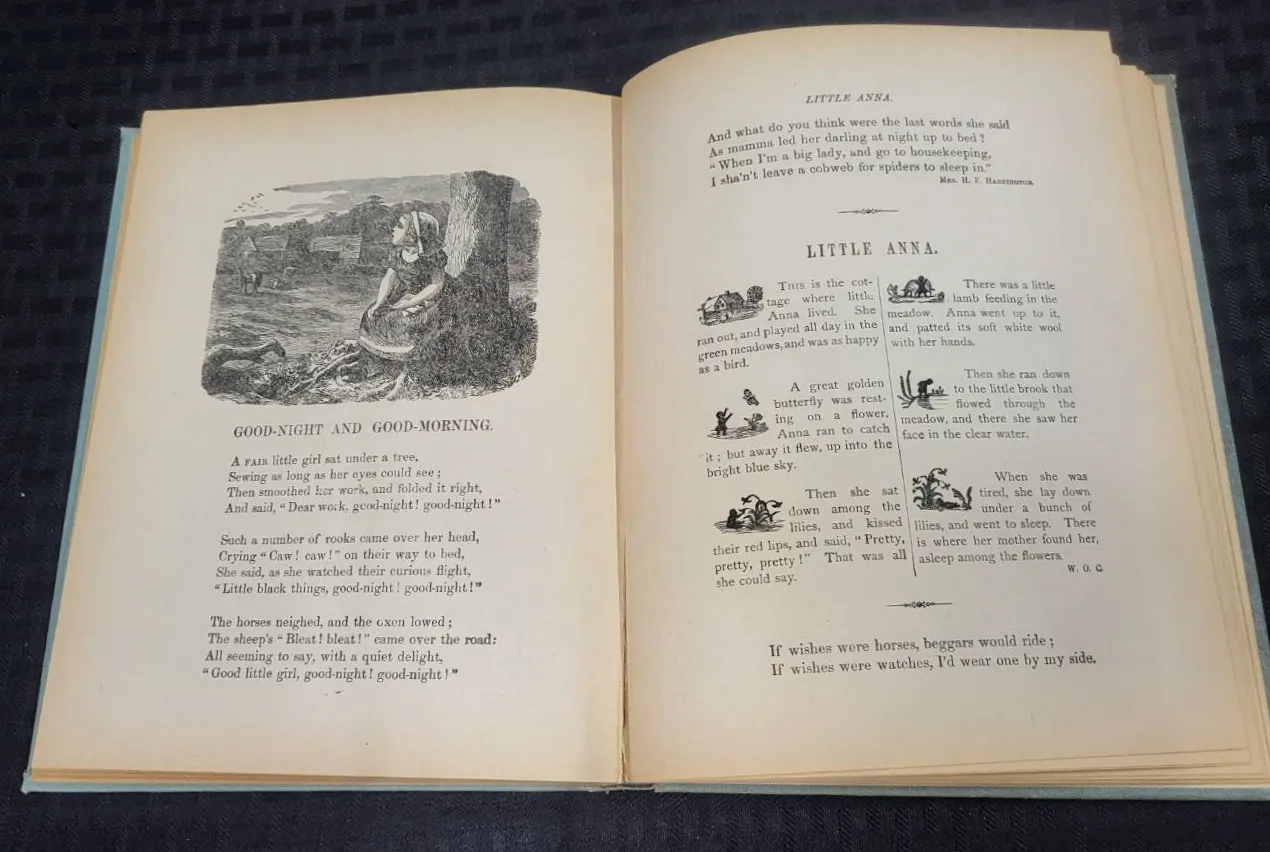 GOOD-NIGHT AND GOOD-MORNING.
A FAIR little girl sat under a tree,
Sewing as long as her eyes could see;
Then smoothed her work, and folded it right,
And said, "Dear work, good-night! good-night!"
Such a number of rooks came over her head,
Crying "Caw! caw!" on their way to bed,
She said, as she watched their curious flight,
"Little black things, good-night! good-night!"
The horses neighed, and the oxen lowed;
The sheep's "Bleat! bleat!" came over the road:
All seeming to say, with a quiet delight,
"Good little girl, good-night! good-night!"
LITTLE ANNA.
And what do you think were the last words she said
As mamma led her darling at night up to bed?
"When I'm a big lady, and go to housekeeping,
I sha'n't leave a cobweb for spiders to sleep in."
MRS. H. F. HARRINGTON
LITTLE ANNA.
THIS is the cot-
tage where little
Anna lived. She
ran out, and played all day in the
green meadows, and was as happy
as a bird.
A great golden
butterfly was rest-
ing on a flower.
Anna ran to catch
it; but away it flew, up into the
bright blue sky.
Then she sat
down among the
lilies, and kissed
their red lips, and said, "Pretty,
pretty, pretty!" That was all
she could say.
There was a little
lamb feeding in the
meadow. Anna went up to it,
and patted its soft white wool
with her hands.
Then she ran down
to the little brook that
flowed through the
meadow, and there she saw her
face in the clear water.
When she was
tired, she lay down
under a bunch of
lilies, and went to sleep. There
is where her mother found her,
asleep among the flowers.
W. O. C.
If wishes were horses, beggars would ride;
If wishes were watches, I'd wear one by my side.